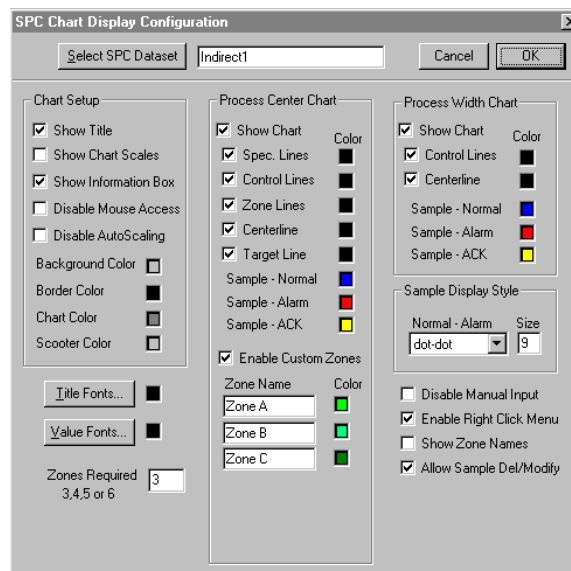 SPC Chart Display Configuration
Select SPC Dataset
Indirect1
Cancel
OK
Chart Setup
Show Title
Show Chart Scales
Show Information Box
Disable Mouse Access
Disable AutoScaling
Background Color
Border Color
Chart Color
Scooter Color
Title Fonts...
Value Fonts...
Zones Required
3,4,5 or 6
3
Process Center Chart
Show Chart
Color
Spec. Lines
Control Lines
Zone Lines
Centerline
Target Line
Sample - Normal
Sample - Alarm
Sample - ACK
Enable Custom Zones
Zone Name
Color
Zone A
Zone B
Zone C
Process Width Chart
Show Chart
Color
Control Lines
Centerline
Sample - Normal
Sample - Alarm
Sample - ACK
Sample Display Style
Normal - Alarm
Size
dot-dot
9
Disable Manual Input
Enable Right Click Menu
Show Zone Names
Allow Sample Del/Modify